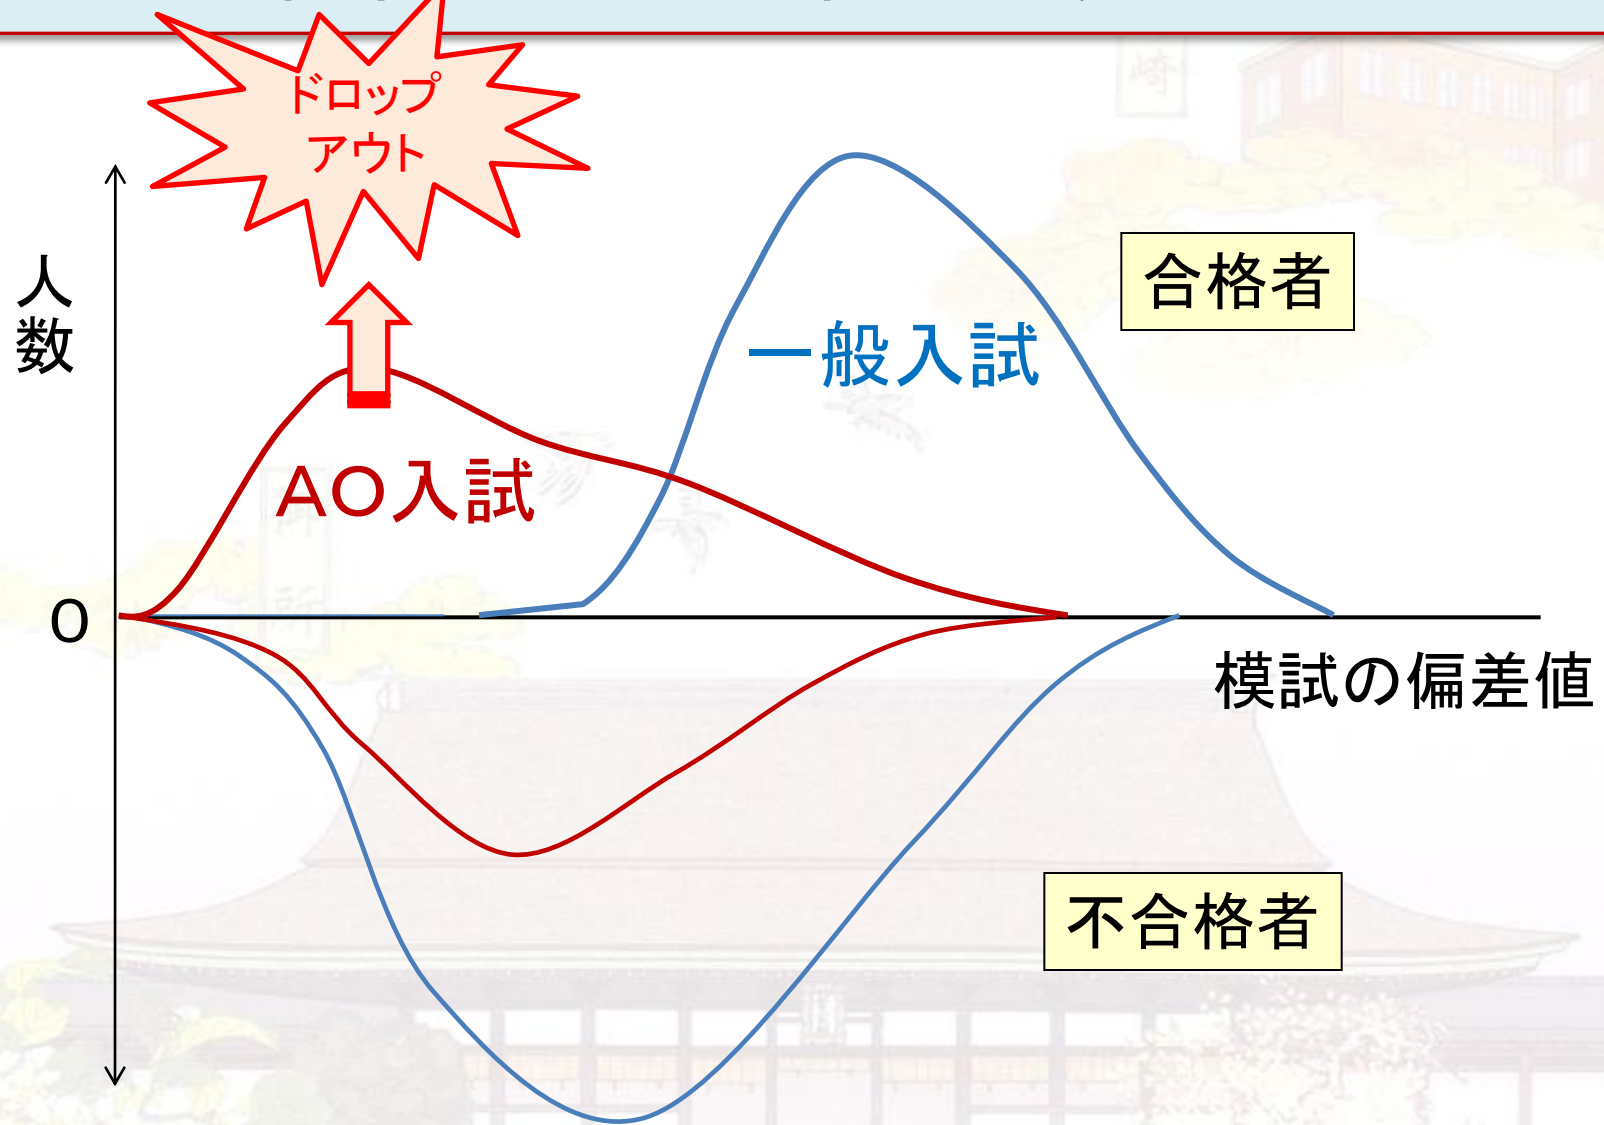 ドロップ
アウト
人数
合格者
一般入試
AO入試
0
模試の偏差値
不合格者